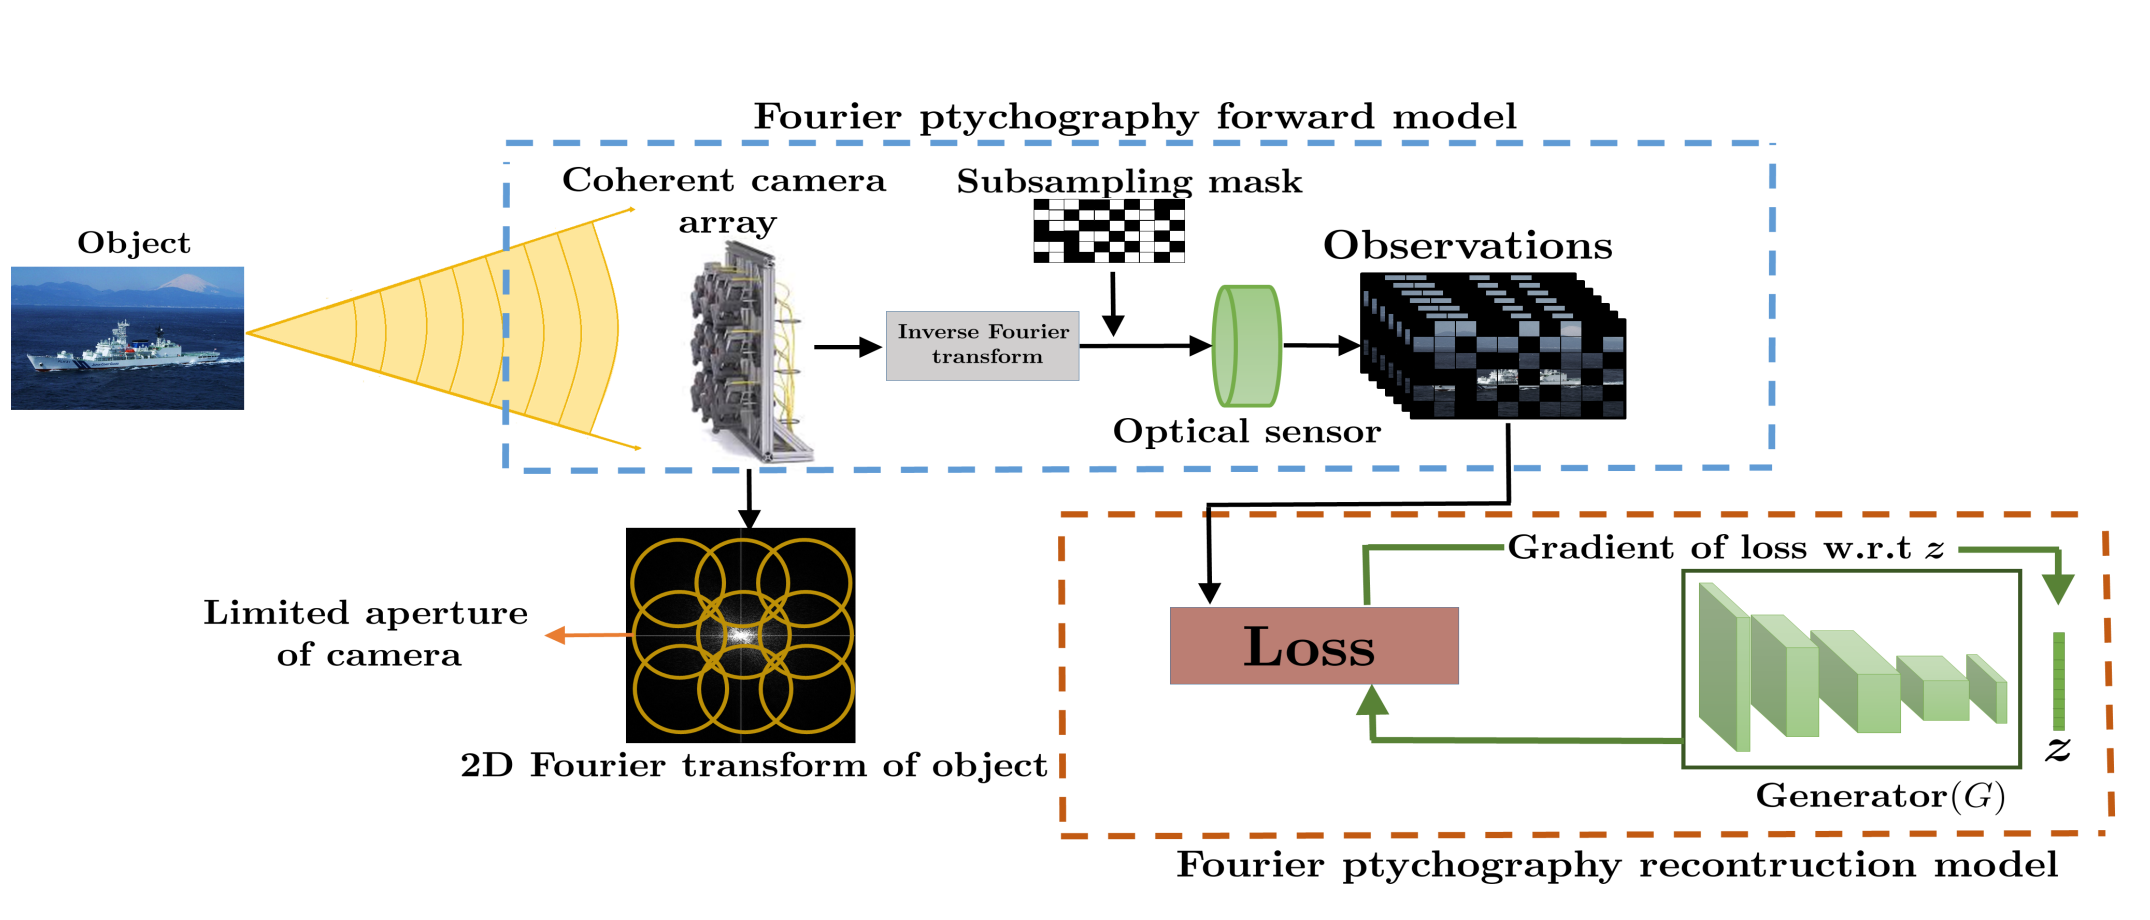 Fourier ptychography forward model
Coherent camera
array
Subsampling mask
Object
Observations
Inverse Fourier
transform
Optical sensor
Gradient of loss w.r.t z
Limited aperture
of camera
Loss
z
2D Fourier transform of object
Generator(G)
Fourier ptychography recontruction model